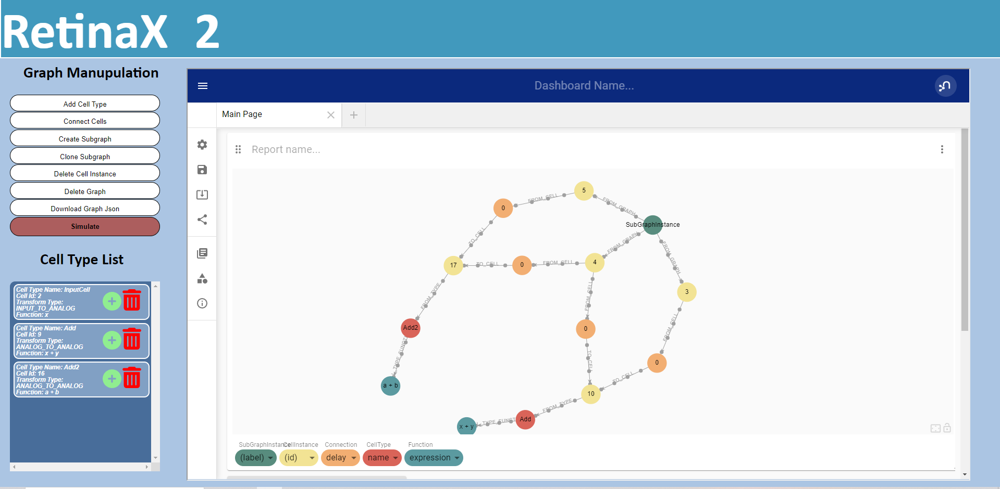 RetinaX 2
Graph Manupulation
Add Cell Type
Connect Cells
Create Subgraph
Clone Subgraph
Delete Cell Instance
Delete Graph
Download Graph Json
Simulate
Cell Type List
Cell Type Name: InputCell
Cell Id: 2
Transform Type:
INPUT_TO_ANALOG
Function: x
Cell Type Name: Add
Cell Id: 9
Transform Type:
ANALOG_TO_ANALOG
Function: x + y
Cell Type Name: Add2
Cell Id: 16
Transform Type:
ANALOG_TO_ANALOG
Function: a + b
Dashboard Name...
Main Page
Report name...
5
FROM_CELL
FROM_GRAPH
0
SubGraphInstance
TO_CELL
FROM_GRAPH
FROM_GRAPH
17
TO_CELL
0
FROM_CELL
4
FROM_TYPE
FROM_CELL
3
Add2
0
FROM_CELL
_TYPE_FUNCT
TO_CELL
0
a + b
TO_CELL
10
FROM_TYPE
x + y
_TYPE_FUNCT
Add
SubGraphInstance
CellInstance
Connection
CellType
Function
(label)
(id)
delay
name
expression